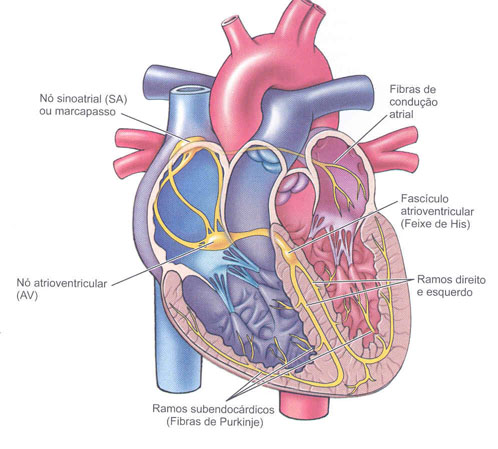 Nó sinoatrial (SA)
ou marcapasso
Fibras de
condução
atrial
Fascículo
atrioventricular
(Feixe de His)
Nó atrioventricular
(AV)
Ramos direito
e esquerdo
Ramos subendocárdicos
(Fibras de Purkinje)